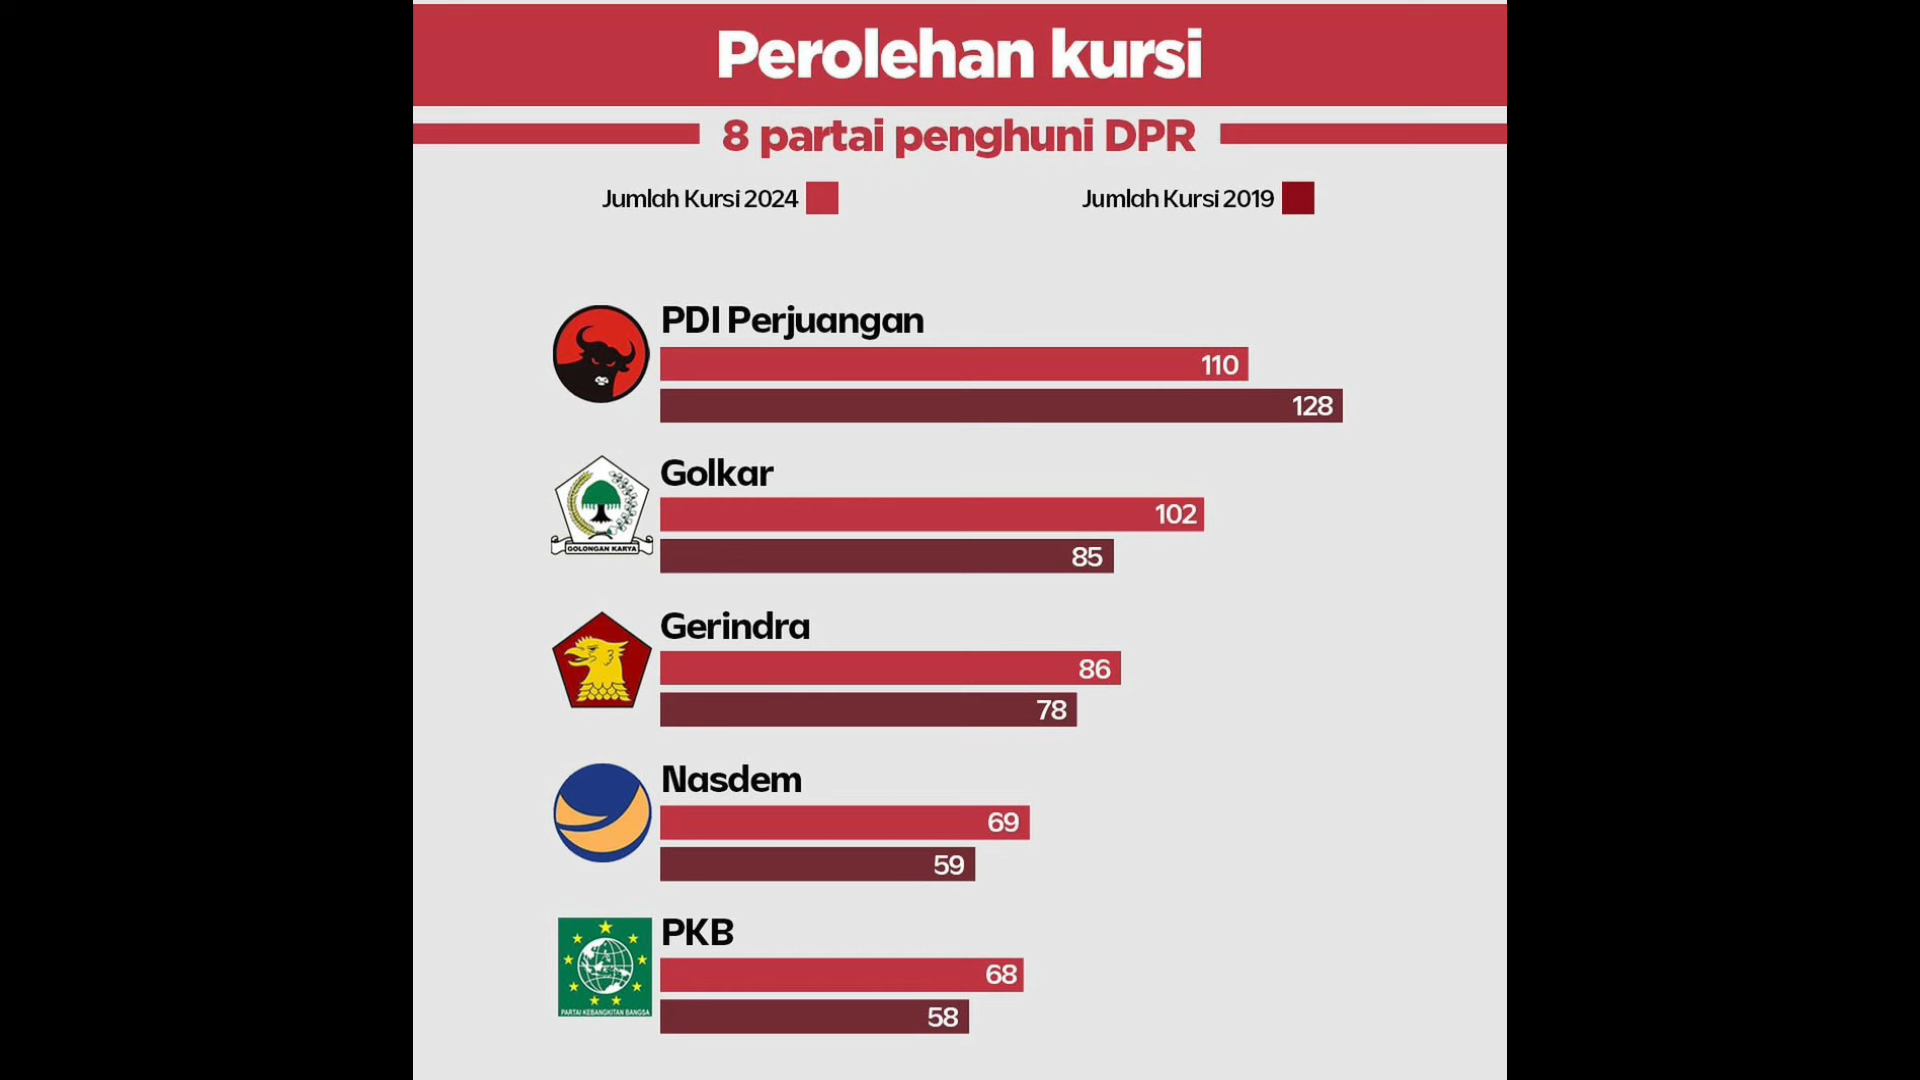 Perolehan kursi
8 partai penghuni DPR
Jumlah Kursi 2024
Jumlah Kursi 2019
PDI Perjuangan
110
128
Golkar
102
85
GOLONGAN KARYA
Gerindra
86
78
Nasdem
69
59
PKB
68
58
PARTAI KEBANGKITAN BANGSA